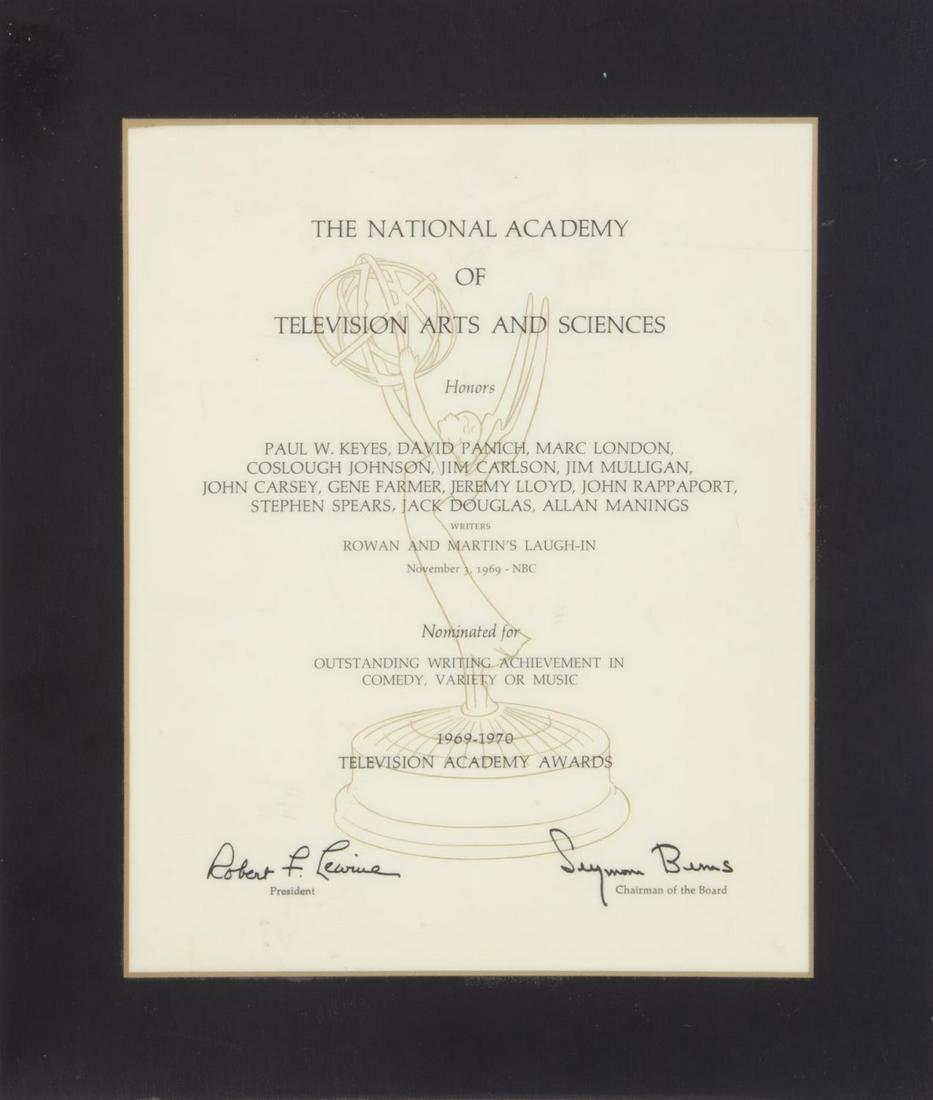 THE NATIONAL ACADEMY
OF
TELEVISION ARTS AND SCIENCES
Honors
PAUL W. KEYES, DAVID PANICH, MARC LONDON,
COSLOUGH JOHNSON, JIM CARLSON, JIM MULLIGAN,
JOHN CARSEY, GENE FARMER, JEREMY LLOYD, JOHN RAPPAPORT,
STEPHEN SPEARS, JACK DOUGLAS, ALLAN MANINGS
WRITERS
ROWAN AND MARTIN'S LAUGH-IN
November 3, 1969 - NBC
Nominated for
OUTSTANDING WRITING ACHIEVEMENT IN
COMEDY, VARIETY OR MUSIC
1969-1970
TELEVISION ACADEMY AWARDS
Robert F. Lewine Seymour Berns
President Chairman of the Board